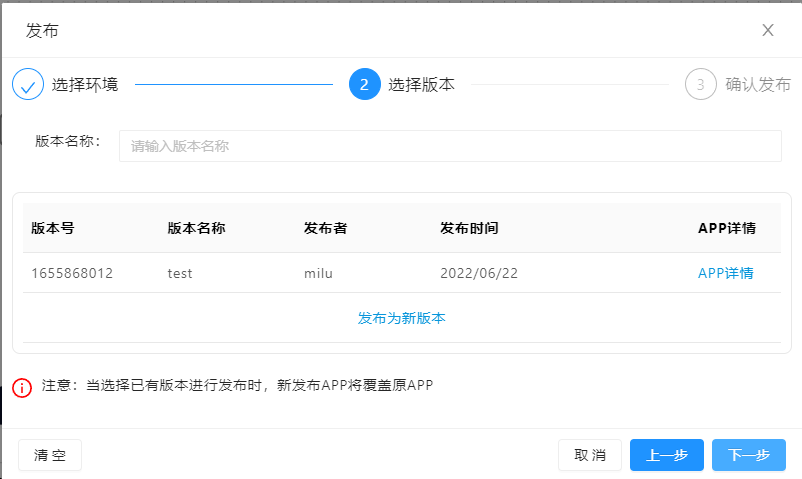 发布
选择环境 2 选择版本 3 确认发布
版本名称： 请输入版本名称
版本号 版本名称 发布者 发布时间 APP详情
1655868012 test milu 2022/06/22 APP详情
发布为新版本
注意：当选择已有版本进行发布时，新发布APP将覆盖原APP
清 空 取 消 上一步 下一步